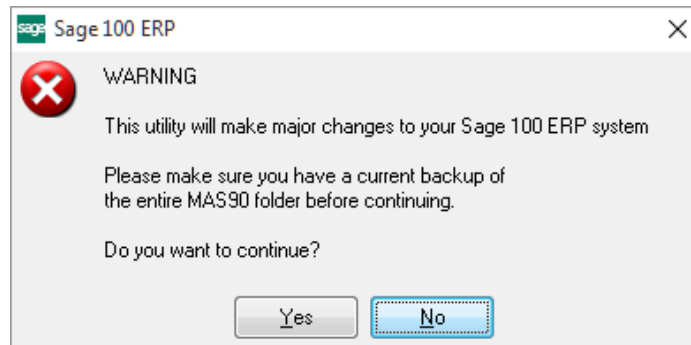 sage Sage 100 ERP
WARNING
This utility will make major changes to your Sage 100 ERP system
Please make sure you have a current backup of
the entire MAS90 folder before continuing.
Do you want to continue?
Yes
No